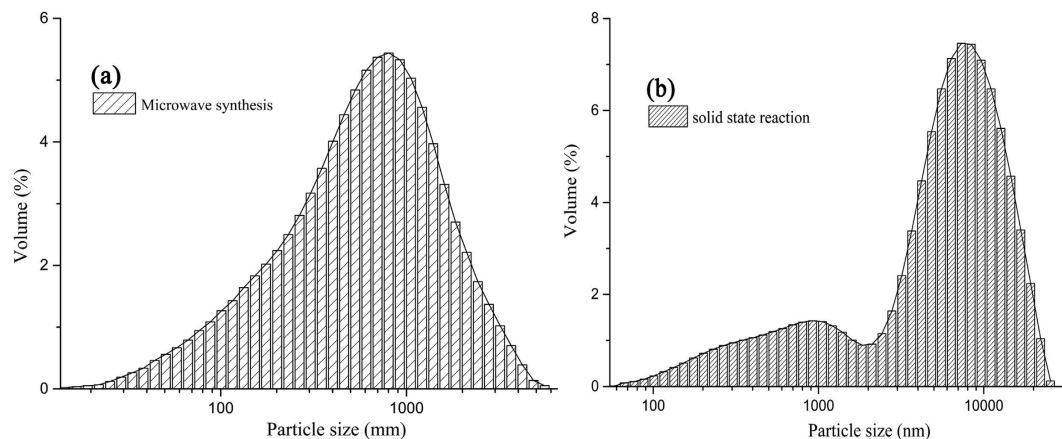 (a)
Microwave synthesis
Volume (%)
6
4
2
0
100
1000
Particle size (mm)
(b)
solid state reaction
Volume (%)
8
6
4
2
0
100
1000
10000
Particle size (nm)